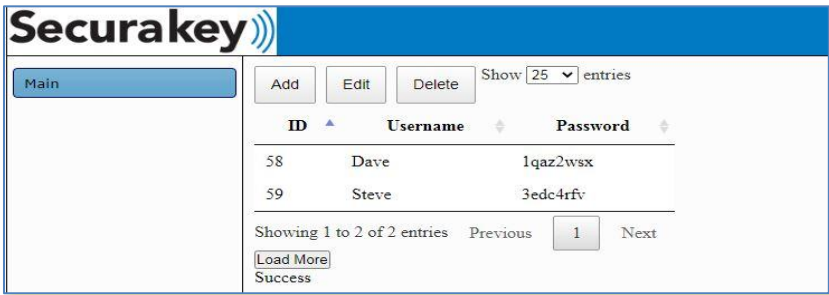 Securakey
Main
Add Edit Delete Show 25 entries
ID Username Password
58 Dave 1qaz2wsx
59 Steve 3edc4rfv
Showing 1 to 2 of 2 entries Previous 1 Next
Load More
Success